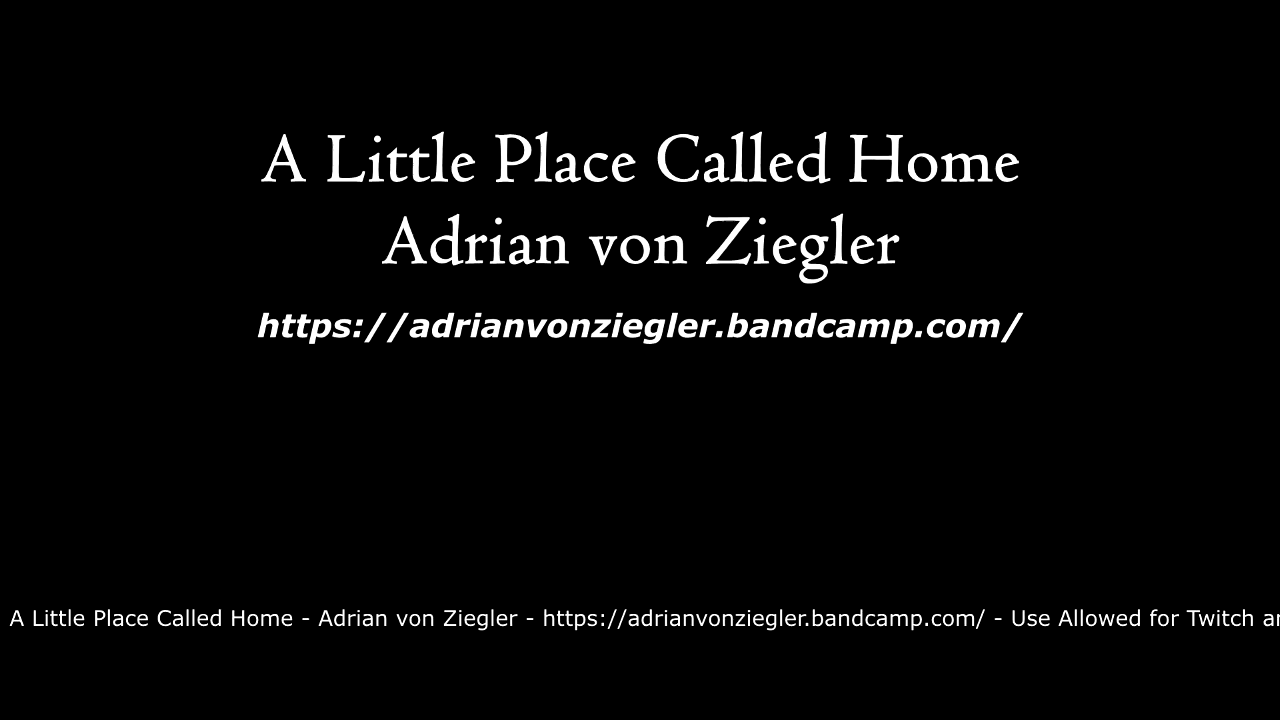 A Little Place Called Home
Adrian von Ziegler
https://adrianvonziegler.bandcamp.com/
A Little Place Called Home - Adrian von Ziegler - https://adrianvonziegler.bandcamp.com/ - Use Allowed for Twitch